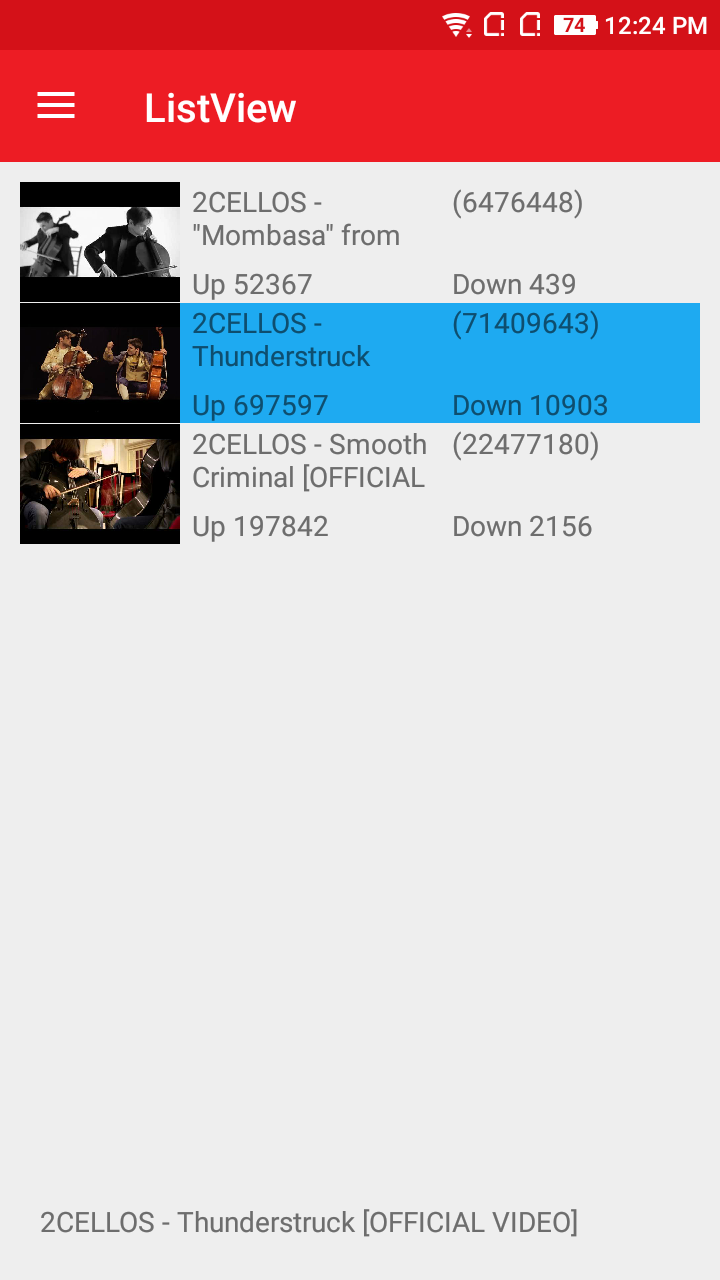 74 12:24 PM
ListView
2CELLOS - (6476448)
"Mombasa" from
Up 52367 Down 439
2CELLOS - (71409643)
Thunderstruck
Up 697597 Down 10903
2CELLOS - Smooth (22477180)
Criminal [OFFICIAL
Up 197842 Down 2156
2CELLOS - Thunderstruck [OFFICIAL VIDEO]